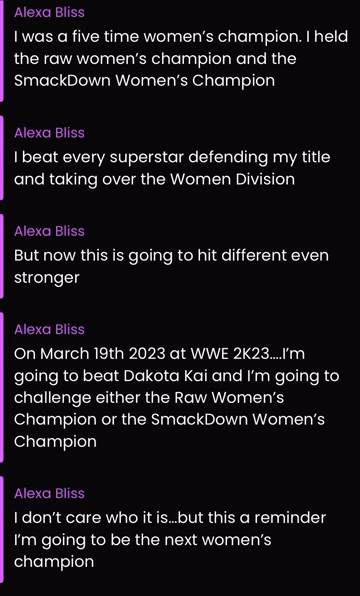 Alexa Bliss
I was a five time women’s champion. I held
the raw women’s champion and the
SmackDown Women’s Champion
Alexa Bliss
I beat every superstar defending my title
and taking over the Women Division
Alexa Bliss
But now this is going to hit different even
stronger
Alexa Bliss
On March 19th 2023 at WWE 2K23....I’m
going to beat Dakota Kai and I’m going to
challenge either the Raw Women’s
Champion or the SmackDown Women’s
Champion
Alexa Bliss
I don’t care who it is...but this a reminder
I’m going to be the next women’s
champion